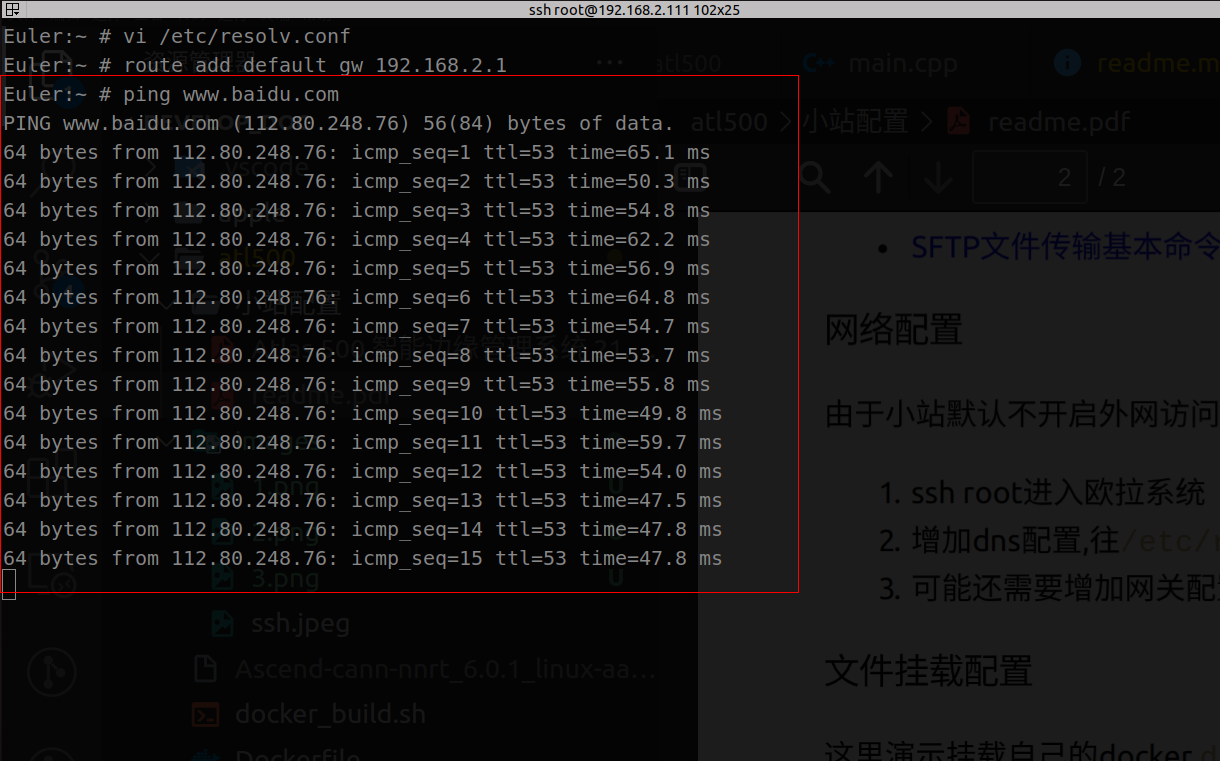 ssh root@192.168.2.111 102x25
Euler:~ # vi /etc/resolv.conf
Euler:~ # route add default gw 192.168.2.1
Euler:~ # ping www.baidu.com
PING www.baidu.com (112.80.248.76) 56(84) bytes of data.
64 bytes from 112.80.248.76: icmp_seq=1 ttl=53 time=65.1 ms
64 bytes from 112.80.248.76: icmp_seq=2 ttl=53 time=50.3 ms
64 bytes from 112.80.248.76: icmp_seq=3 ttl=53 time=54.8 ms
64 bytes from 112.80.248.76: icmp_seq=4 ttl=53 time=62.2 ms
64 bytes from 112.80.248.76: icmp_seq=5 ttl=53 time=56.9 ms
64 bytes from 112.80.248.76: icmp_seq=6 ttl=53 time=64.8 ms
64 bytes from 112.80.248.76: icmp_seq=7 ttl=53 time=54.7 ms
64 bytes from 112.80.248.76: icmp_seq=8 ttl=53 time=53.7 ms
64 bytes from 112.80.248.76: icmp_seq=9 ttl=53 time=55.8 ms
64 bytes from 112.80.248.76: icmp_seq=10 ttl=53 time=49.8 ms
64 bytes from 112.80.248.76: icmp_seq=11 ttl=53 time=59.7 ms
64 bytes from 112.80.248.76: icmp_seq=12 ttl=53 time=54.0 ms
64 bytes from 112.80.248.76: icmp_seq=13 ttl=53 time=47.5 ms
64 bytes from 112.80.248.76: icmp_seq=14 ttl=53 time=47.8 ms
64 bytes from 112.80.248.76: icmp_seq=15 ttl=53 time=47.8 ms
资源管理器
vscode
apple
atl500
小站配置
readme.pdf
images
1.png
2.png
3.png U
ssh.jpeg
Ascend-cann-nnrt_6.0.1_linux-aa...
docker_build.sh
Dockerfile
atl500
main.cpp
readme.m
atl500 > 小站配置 > readme.pdf
2 / 2
• SFTP文件传输基本命令
网络配置
由于小站默认不开启外网访问
1. ssh root进入欧拉系统
2. 增加dns配置,往/etc/r
3. 可能还需要增加网关配
文件挂载配置
这里演示挂载自己的docker d